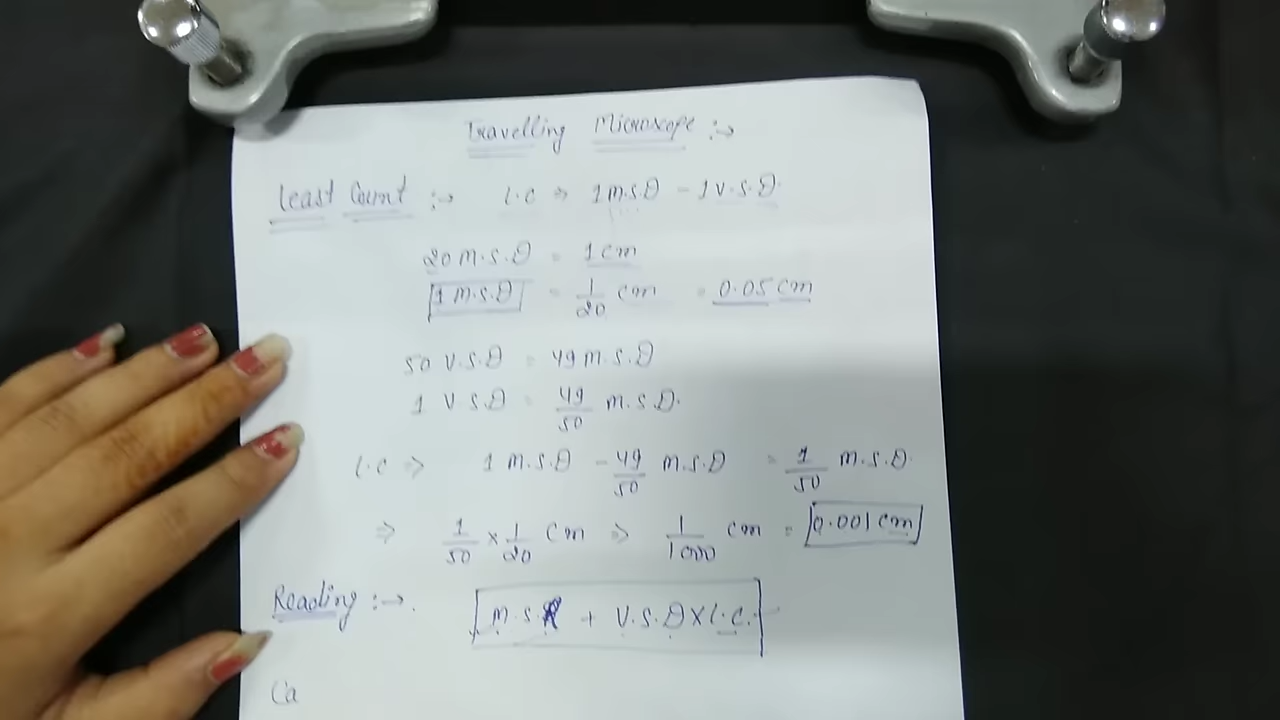 Travelling Microscope :→
Least Count :→ L.C ⇒ 1 M.S.D - 1 V.S.D.
20 M.S.D = 1 cm
1 M.S.D = 1/20 cm = 0.05 cm
50 V.S.D = 49 M.S.D
1 V S.D = 49/50 M.S.D.
L.C ⇒ 1 M.S.D - 49/50 M.S.D = 1/50 M.S.D.
⇒ 1/50 × 1/20 cm ⇒ 1/1000 cm = 0.001 cm
Reading :→. M.S.R + V.S.D × L.C.
Ca